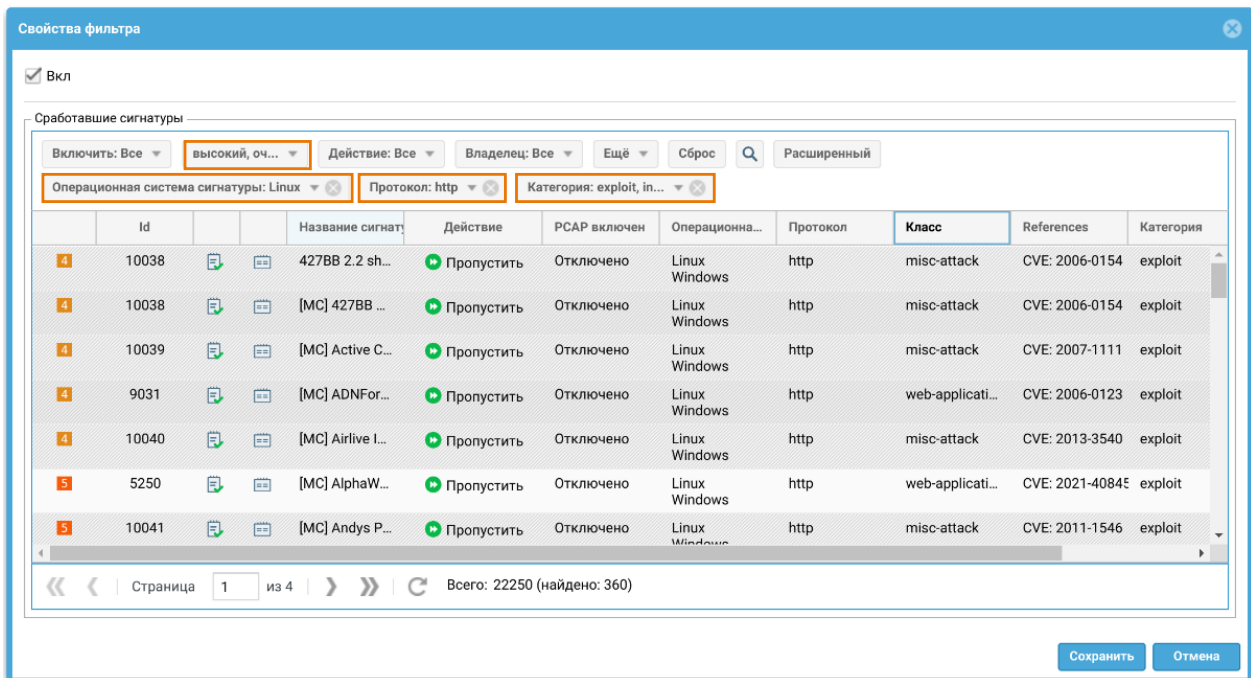 Свойства фильтра
Вкл
Сработавшие сигнатуры
Включить: Все высокий, оч... Действие: Все Владелец: Все Ещё Сброс Расширенный
Операционная система сигнатуры: Linux Протокол: http Категория: exploit, in...
Id Название сигнату Действие PCAP включен Операционна... Протокол Класс References Категория
4 10038 427BB 2.2 sh... Пропустить Отключено Linux http misc-attack CVE: 2006-0154 exploit
Windows
4 10038 [MC] 427BB ... Пропустить Отключено Linux http misc-attack CVE: 2006-0154 exploit
Windows
4 10039 [MC] Active C... Пропустить Отключено Linux http misc-attack CVE: 2007-1111 exploit
Windows
4 9031 [MC] ADNFor... Пропустить Отключено Linux http web-applicati... CVE: 2006-0123 exploit
Windows
4 10040 [MC] Airlive I... Пропустить Отключено Linux http misc-attack CVE: 2013-3540 exploit
Windows
5 5250 [MC] AlphaW... Пропустить Отключено Linux http web-applicati... CVE: 2021-40845 exploit
Windows
5 10041 [MC] Andys P... Пропустить Отключено Linux http misc-attack CVE: 2011-1546 exploit
Windows
Страница 1 из 4 Всего: 22250 (найдено: 360)
Сохранить Отмена